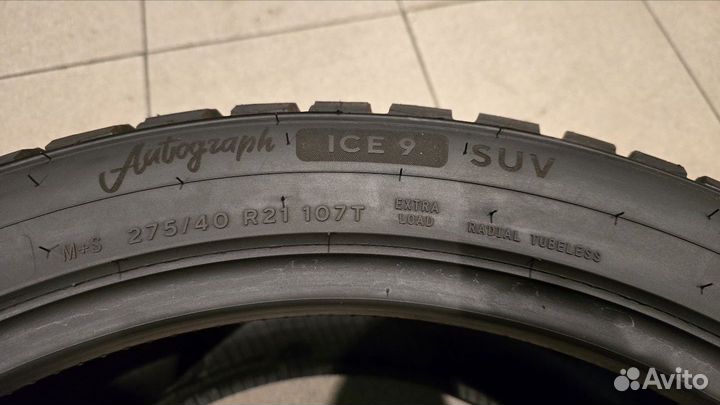 Autograph ICE 9 SUV
M+S 275/40 R21 107T EXTRA LOAD RADIAL TUBELESS
Avito